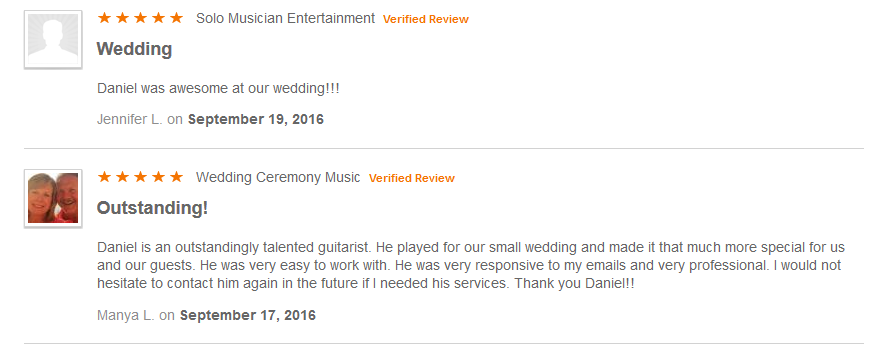 ★★★★★ Solo Musician Entertainment Verified Review
Wedding
Daniel was awesome at our wedding!!!
Jennifer L. on September 19, 2016
★★★★★ Wedding Ceremony Music Verified Review
Outstanding!
Daniel is an outstandingly talented guitarist. He played for our small wedding and made it that much more special for us
and our guests. He was very easy to work with. He was very responsive to my emails and very professional. I would not
hesitate to contact him again in the future if I needed his services. Thank you Daniel!!
Manya L. on September 17, 2016